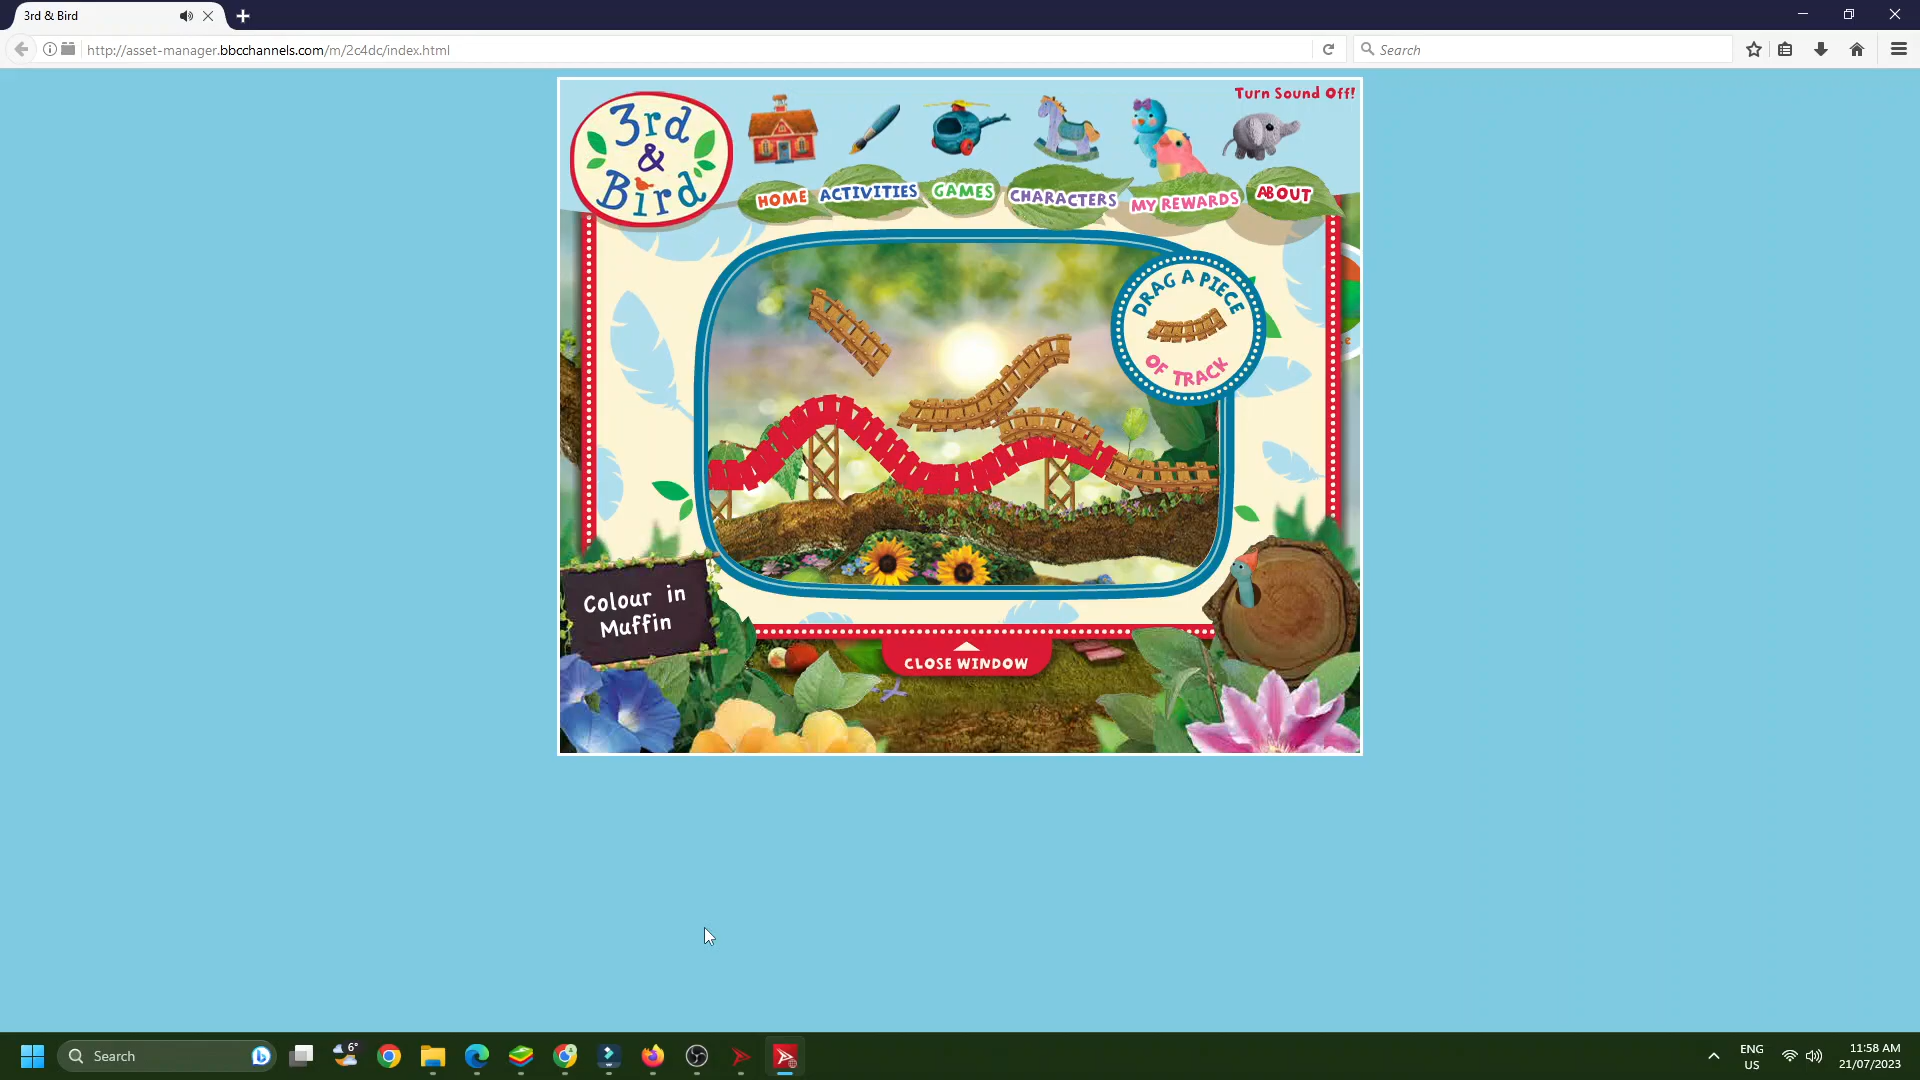 3rd & Bird
http://asset-manager.bbcchannels.com/m/2c4dc/index.html
Search
Turn Sound Off!
3rd
&
Bird
HOME
ACTIVITIES
GAMES
CHARACTERS
MY REWARDS
ABOUT
DRAG A PIECE
OF TRACK
Colour in
Muffin
CLOSE WINDOW
Search
6°
ENG
US
11:58 AM
21/07/2023